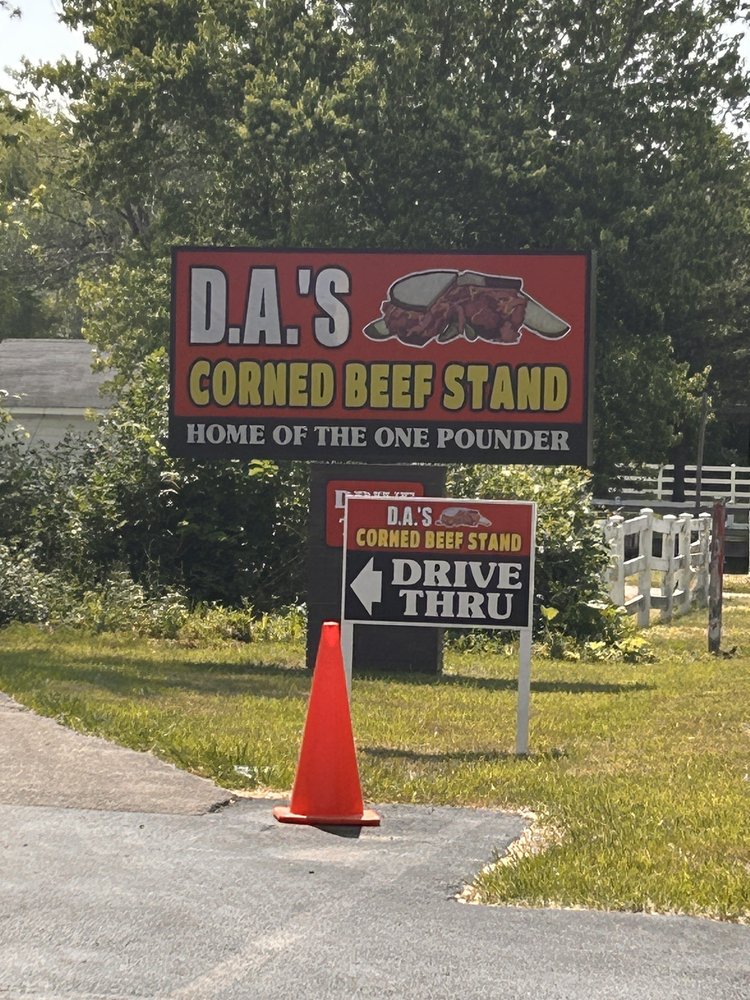 D.A.'S
CORNED BEEF STAND
HOME OF THE ONE POUNDER
D.A.'S
CORNED BEEF STAND
DRIVE
THRU